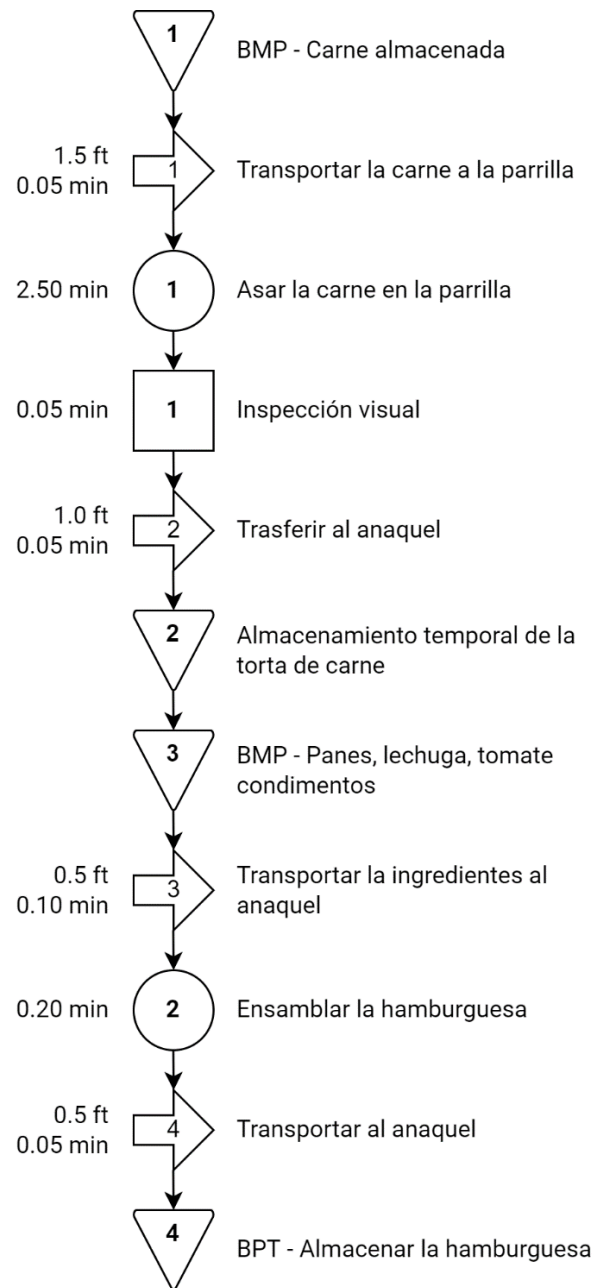 1
BMP - Carne almacenada
1.5 ft
0.05 min
1
Transportar la carne a la parrilla
2.50 min
1
Asar la carne en la parrilla
0.05 min
1
Inspección visual
1.0 ft
0.05 min
2
Trasferir al anaquel
2
Almacenamiento temporal de la
torta de carne
3
BMP - Panes, lechuga, tomate
condimentos
0.5 ft
0.10 min
3
Transportar la ingredientes al
anaquel
0.20 min
2
Ensamblar la hamburguesa
0.5 ft
0.05 min
4
Transportar al anaquel
4
BPT - Almacenar la hamburguesa